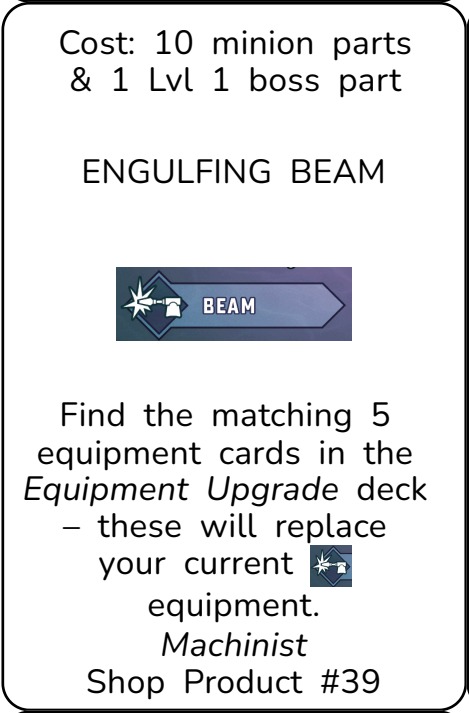 Cost: 10 minion parts
& 1 Lvl 1 boss part
ENGULFING BEAM
BEAM
Find the matching 5
equipment cards in the
Equipment Upgrade deck
– these will replace
your current
equipment.
Machinist
Shop Product #39